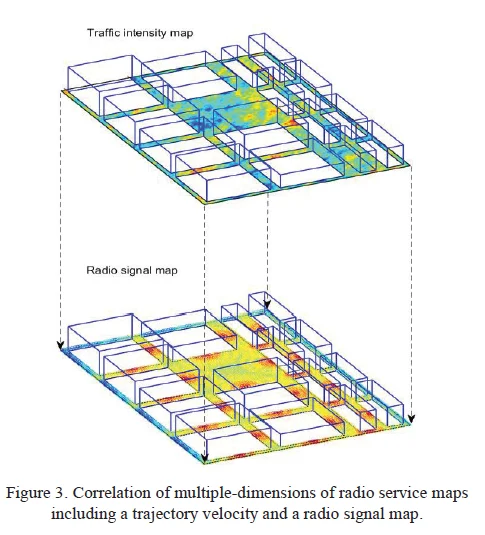 Traffic intensity map
Radio signal map
Figure 3. Correlation of multiple-dimensions of radio service maps
including a trajectory velocity and a radio signal map.